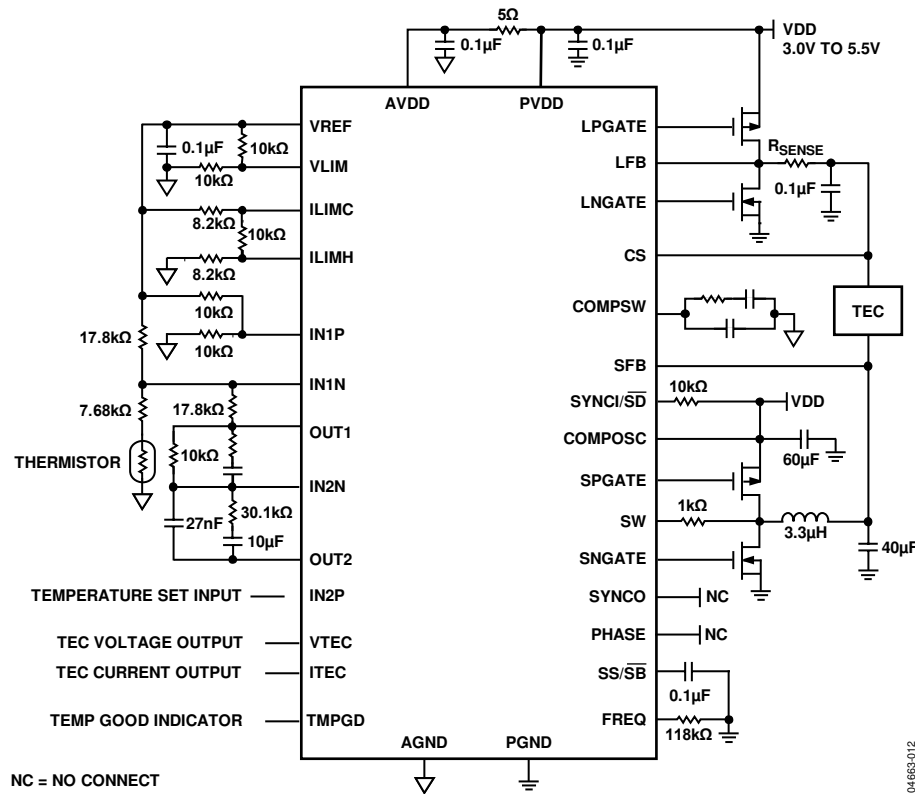 5Ω
0.1µF
0.1µF
VDD
3.0V TO 5.5V
AVDD
PVDD
VREF
LPGATE
0.1µF
10kΩ
VLIM
10kΩ
LFB
RSENSE
0.1µF
LNGATE
ILIMC
8.2kΩ
10kΩ
ILIMH
8.2kΩ
CS
10kΩ
IN1P
10kΩ
17.8kΩ
COMPSW
TEC
SFB
IN1N
7.68kΩ
17.8kΩ
SYNCI/SD
10kΩ
VDD
OUT1
COMPOSC
60µF
THERMISTOR
10kΩ
IN2N
SPGATE
30.1kΩ
27nF
10µF
SW
1kΩ
3.3µH
OUT2
SNGATE
40µF
TEMPERATURE SET INPUT
IN2P
SYNCO
NC
TEC VOLTAGE OUTPUT
VTEC
PHASE
NC
TEC CURRENT OUTPUT
ITEC
SS/SB
0.1µF
TEMP GOOD INDICATOR
TMPGD
FREQ
118kΩ
AGND
PGND
NC = NO CONNECT
04663-012